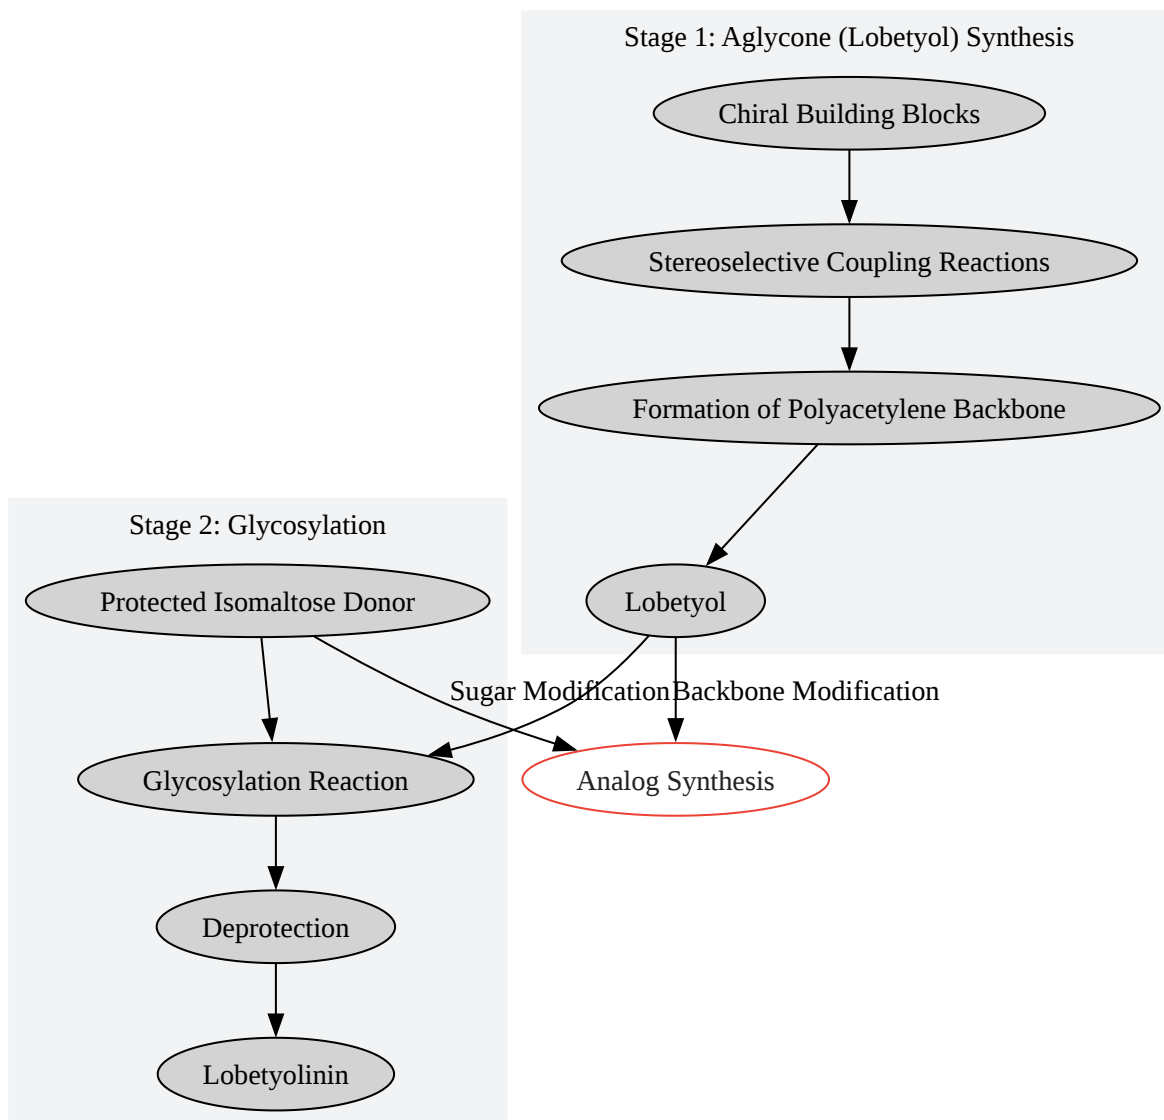 Stage 1: Aglycone (Lobetyol) Synthesis
Chiral Building Blocks
Stereoselective Coupling Reactions
Formation of Polyacetylene Backbone
Lobetyol
Stage 2: Glycosylation
Protected Isomaltose Donor
Sugar Modification
Backbone Modification
Glycosylation Reaction
Analog Synthesis
Deprotection
Lobetyolinin